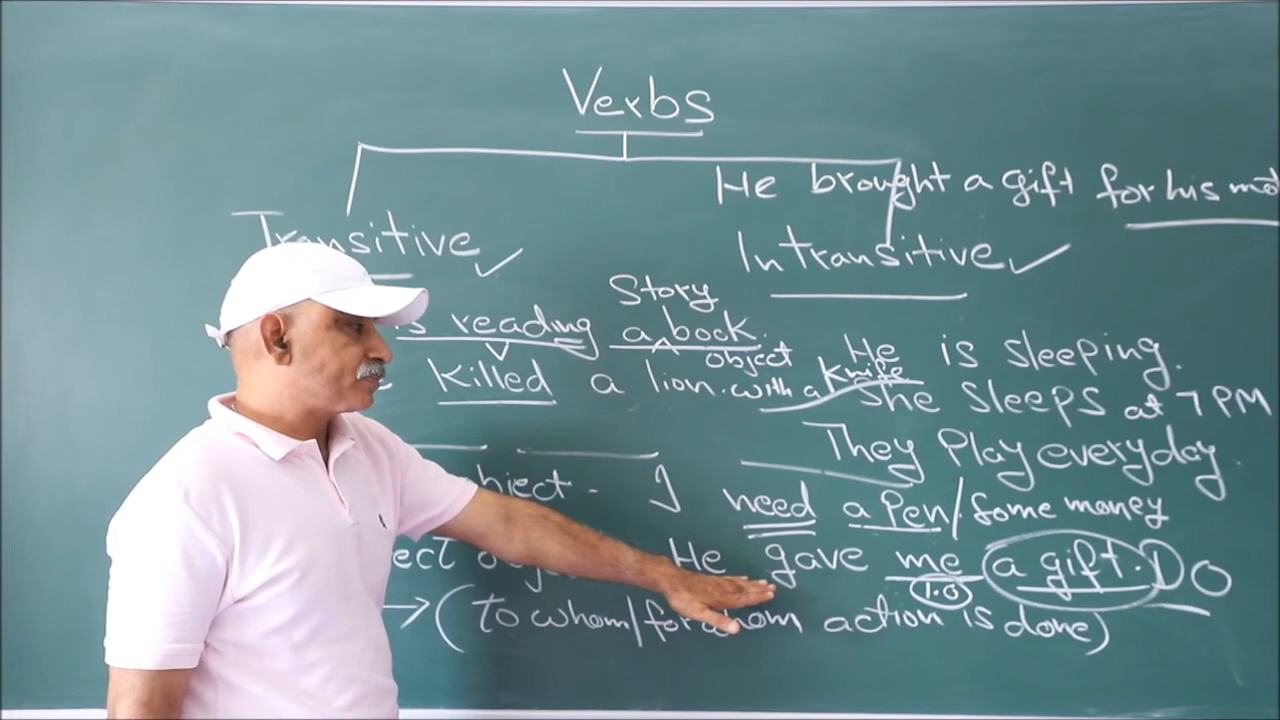 Verbs
He brought a gift for his
Transitive ✓
Intransitive ✓
Story
reading a book.
object
He is sleeping.
Killed a lion. with a Knife
She sleeps at 7 PM
They Play everyday.
I need a Pen/Some money
He gave me a gift. DO
I.O
→ (to whom/for whom action is done)